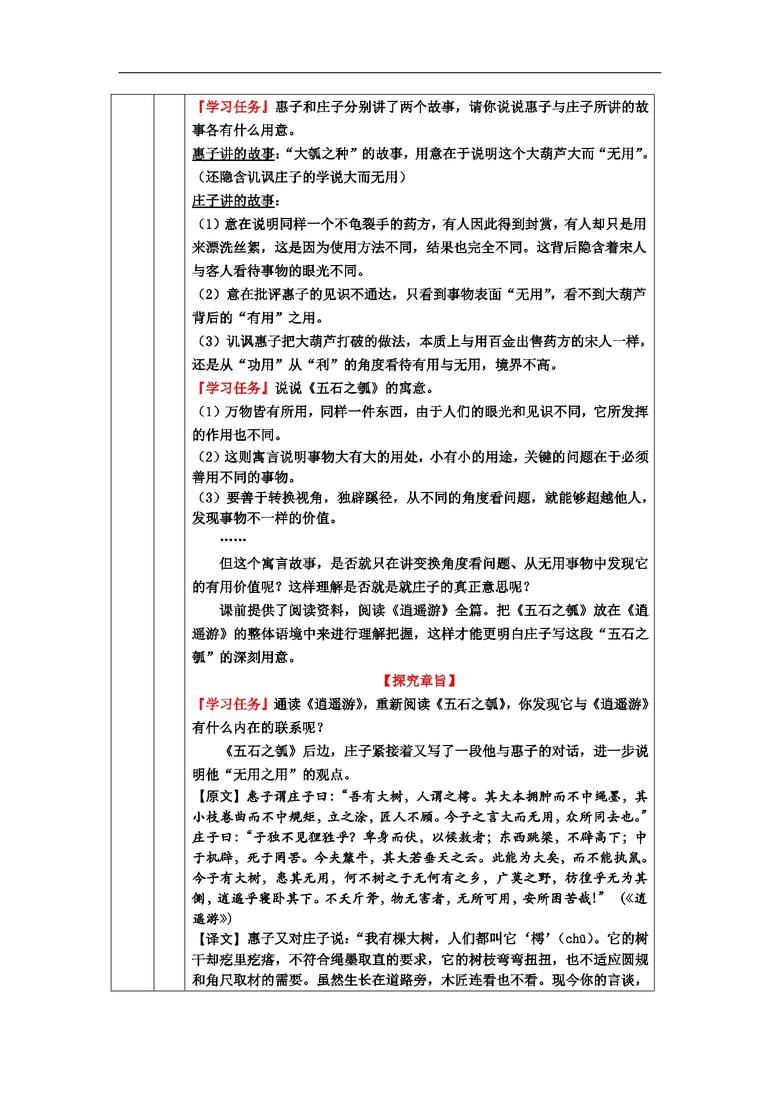 『学习任务』惠子和庄子分别讲了两个故事，请你说说惠子与庄子所讲的故
事各有什么用意。
惠子讲的故事：“大瓠之种”的故事，用意在于说明这个大葫芦大而“无用”。
（还隐含讥讽庄子的学说大而无用）
庄子讲的故事：
（1）意在说明同样一个不龟裂手的药方，有人因此得到封赏，有人却只是用
来漂洗丝絮，这是因为使用方法不同，结果也完全不同。这背后隐含着宋人
与客人看待事物的眼光不同。
（2）意在批评惠子的见识不通达，只看到事物表面“无用”，看不到大葫芦
背后的“有用”之用。
（3）讥讽惠子把大葫芦打破的做法，本质上与用百金出售药方的宋人一样，
还是从“功用”从“利”的角度看待有用与无用，境界不高。
『学习任务』说说《五石之瓠》的寓意。
（1）万物皆有所用，同样一件东西，由于人们的眼光和见识不同，它所发挥
的作用也不同。
（2）这则寓言说明事物大有大的用处，小有小的用途，关键的问题在于必须
善用不同的事物。
（3）要善于转换视角，独辟蹊径，从不同的角度看问题，就能够超越他人，
发现事物不一样的价值。
……
但这个寓言故事，是否就只在讲变换角度看问题、从无用事物中发现它
的有用价值呢？这样理解是否就是就庄子的真正意思呢？
课前提供了阅读资料，阅读《逍遥游》全篇。把《五石之瓠》放在《逍
遥游》的整体语境中来进行理解把握，这样才能更明白庄子写这段“五石之
瓠”的深刻用意。
【探究章旨】
『学习任务』通读《逍遥游》，重新阅读《五石之瓠》，你发现它与《逍遥游》
有什么内在的联系呢？
《五石之瓠》后边，庄子紧接着又写了一段他与惠子的对话，进一步说
明他“无用之用”的观点。
【原文】惠子谓庄子曰：“吾有大树，人谓之樗。其大本拥肿而不中绳墨，其
小枝卷曲而不中规矩，立之涂，匠人不顾。今子之言大而无用，众所同去也。”
庄子曰：“子独不见狸狌乎？卑身而伏，以候敖者；东西跳梁，不辟高下；中
于机辟，死于罔罟。今夫斄牛，其大若垂天之云。此能为大矣，而不能执鼠。
今子有大树，患其无用，何不树之于无何有之乡，广莫之野，彷徨乎无为其
侧，逍遥乎寝卧其下。不夭斤斧，物无害者，无所可用，安所困苦哉！”（《逍
遥游》）
【译文】惠子又对庄子说：“我有棵大树，人们都叫它‘樗’（chū）。它的树
干却疙里疙瘩，不符合绳墨取直的要求，它的树枝弯弯扭扭，也不适应圆规
和角尺取材的需要。虽然生长在道路旁，木匠连看也不看。现今你的言谈，